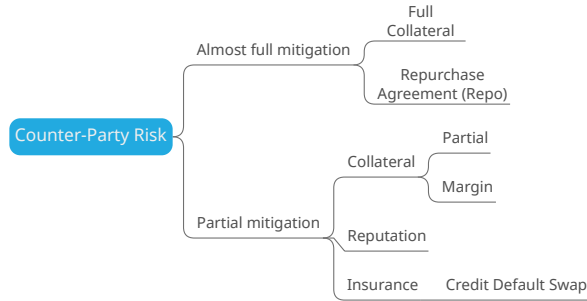 Counter-Party Risk
Almost full mitigation
Full
Collateral
Repurchase
Agreement (Repo)
Partial mitigation
Collateral
Partial
Margin
Reputation
Insurance
Credit Default Swap